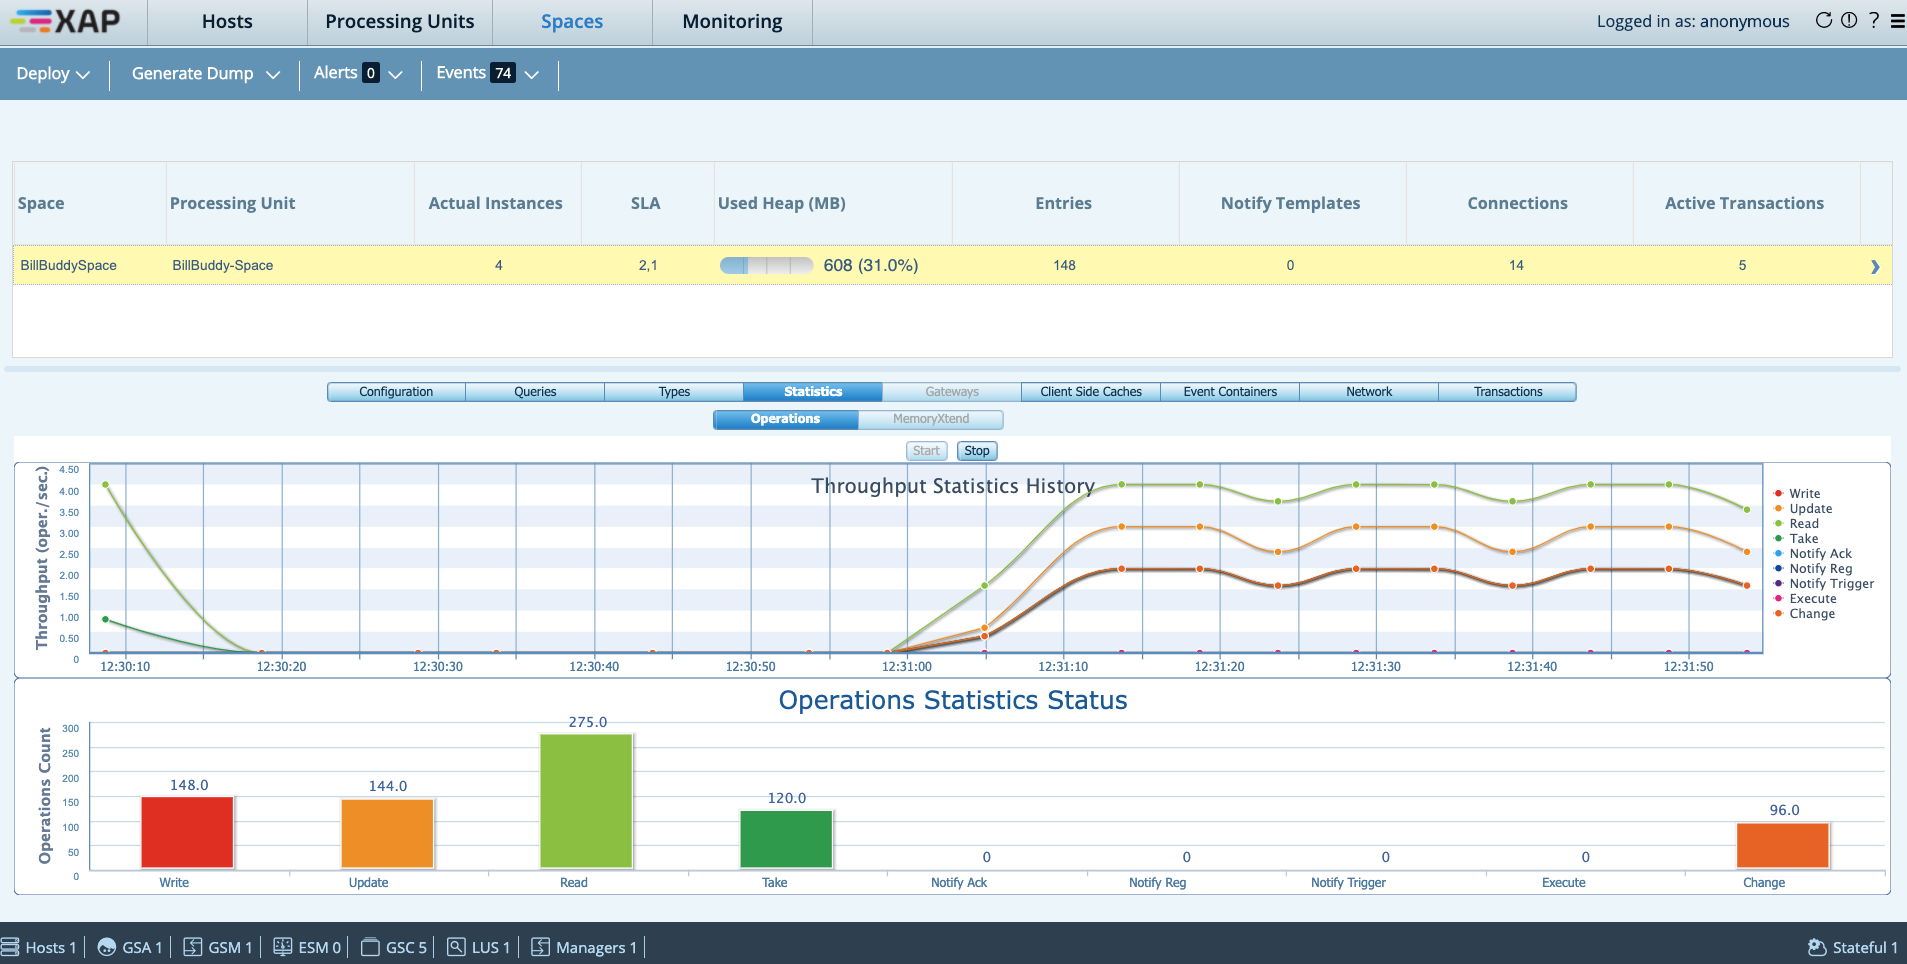 XAP Hosts Processing Units Spaces Monitoring Logged in as: anonymous ?
Deploy Generate Dump Alerts 0 Events 74
Space Processing Unit Actual Instances SLA Used Heap (MB) Entries Notify Templates Connections Active Transactions
BillBuddySpace BillBuddy-Space 4 2,1 608 (31.0%) 148 0 14 5
Configuration Queries Types Statistics Gateways Client Side Caches Event Containers Network Transactions
Operations MemoryXtend
Start Stop
Throughput Statistics History
Throughput (oper./sec.)
4.50
4.00
3.50
3.00
2.50
2.00
1.50
1.00
0.50
0
12:30:10 12:30:20 12:30:30 12:30:40 12:30:50 12:31:00 12:31:10 12:31:20 12:31:30 12:31:40 12:31:50
Write
Update
Read
Take
Notify Ack
Notify Reg
Notify Trigger
Execute
Change
Operations Statistics Status
Operations Count
300
250
200
150
100
50
0
148.0 144.0 275.0 120.0 0 0 0 0 96.0
Write Update Read Take Notify Ack Notify Reg Notify Trigger Execute Change
Hosts 1 GSA 1 GSM 1 ESM 0 GSC 5 LUS 1 Managers 1 Stateful 1